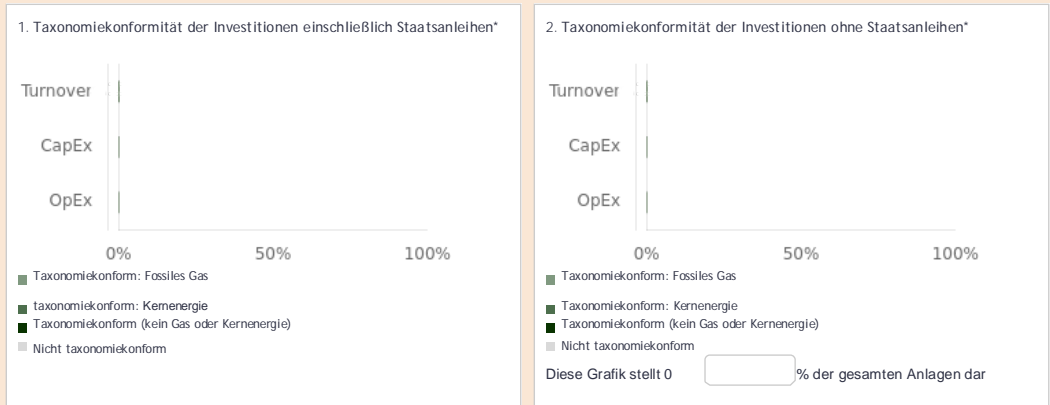 1. Taxonomiekonformität der Investitionen einschließlich Staatsanleihen*
Turnover
CapEx
OpEx
0% 50% 100%
Taxonomiekonform: Fossiles Gas
taxonomiekonform: Kernenergie
Taxonomiekonform (kein Gas oder Kernenergie)
Nicht taxonomiekonform
2. Taxonomiekonformität der Investitionen ohne Staatsanleihen*
Turnover
CapEx
OpEx
0% 50% 100%
Taxonomiekonform: Fossiles Gas
Taxonomiekonform: Kernenergie
Taxonomiekonform (kein Gas oder Kernenergie)
Nicht taxonomiekonform
Diese Grafik stellt 0 % der gesamten Anlagen dar